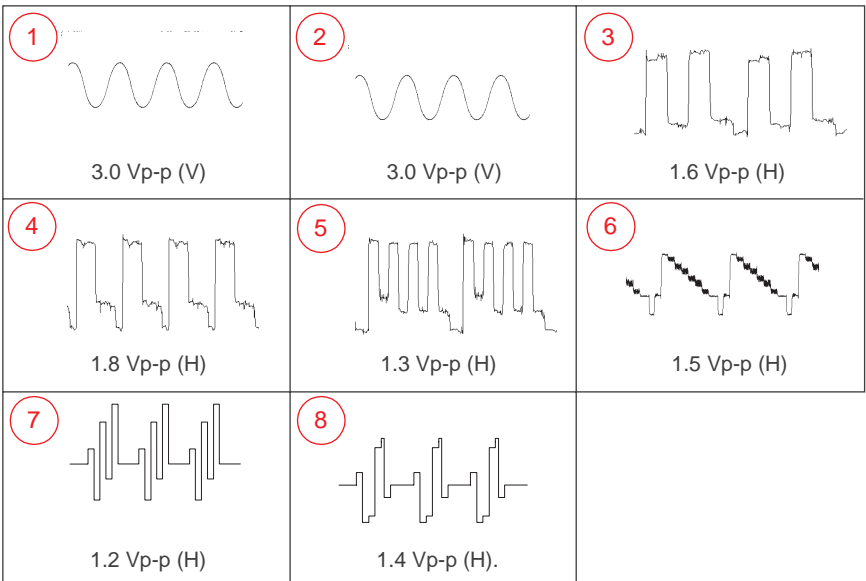 1
3.0 Vp-p (V)
2
3.0 Vp-p (V)
3
1.6 Vp-p (H)
4
1.8 Vp-p (H)
5
1.3 Vp-p (H)
6
1.5 Vp-p (H)
7
1.2 Vp-p (H)
8
1.4 Vp-p (H).